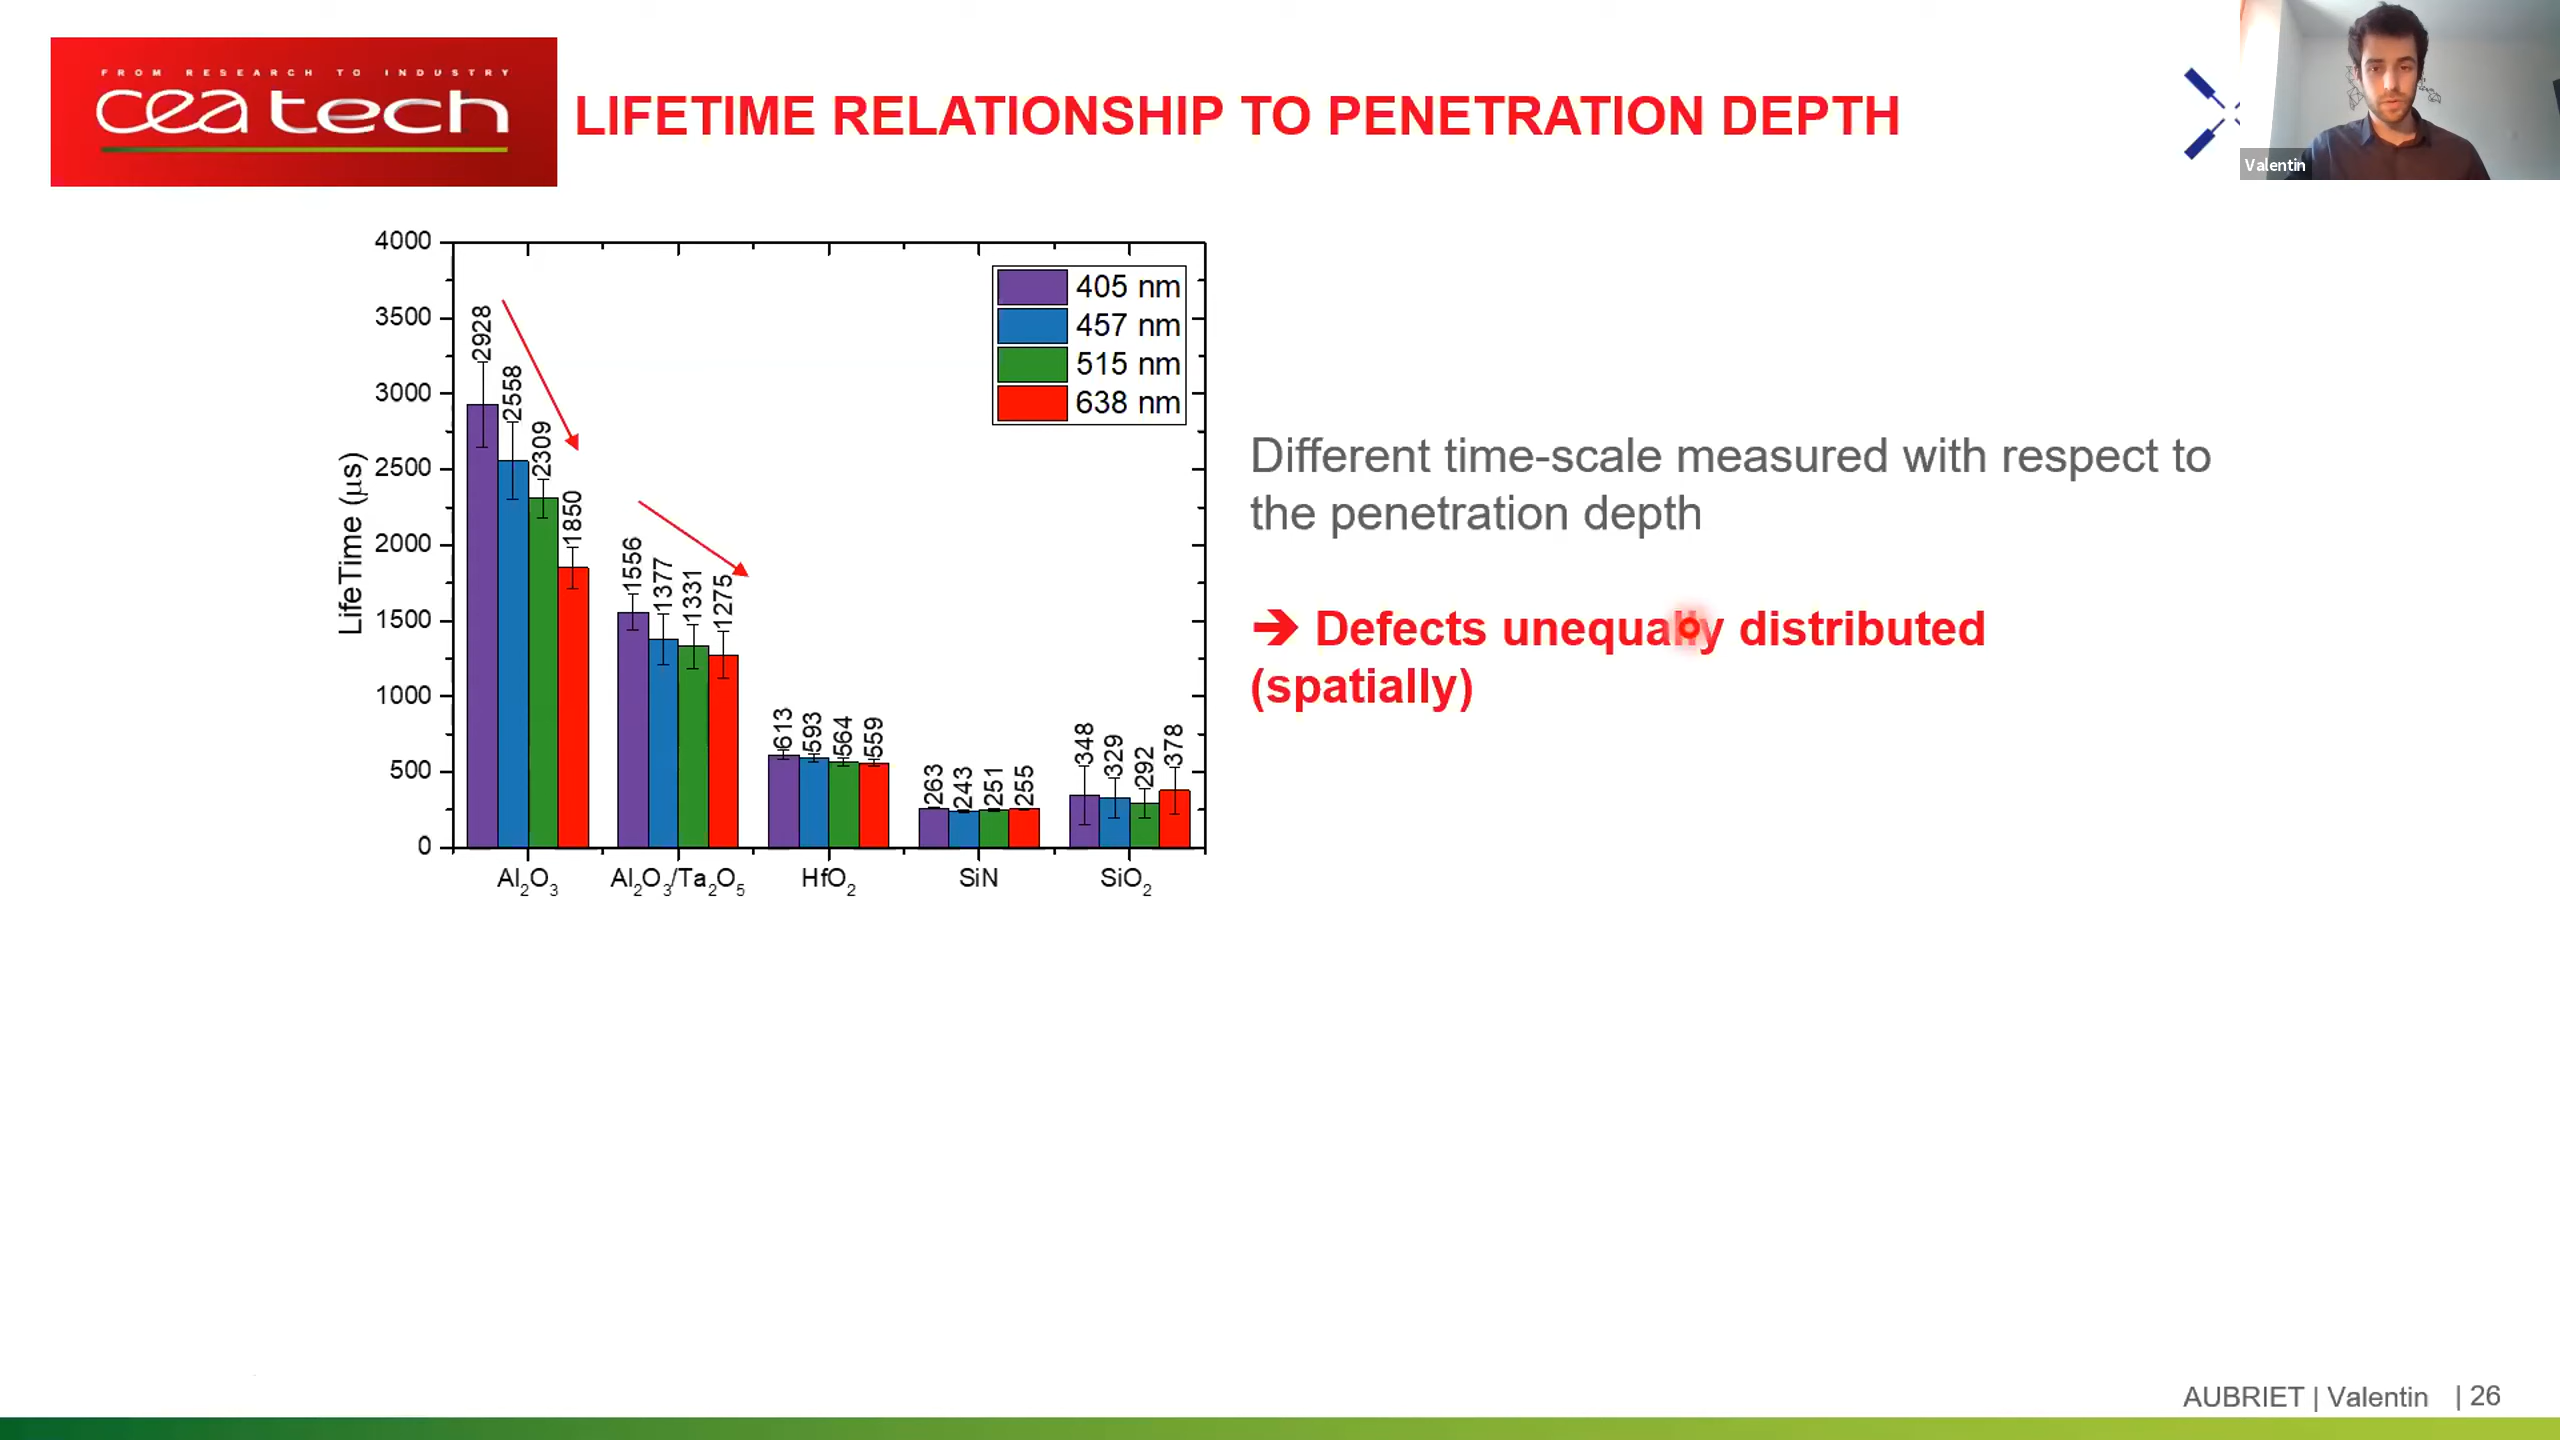 FROM RESEARCH TO INDUSTRY
cea tech
LIFETIME RELATIONSHIP TO PENETRATION DEPTH
Valentin
4000
3500
3000
2500
2000
1500
1000
500
0
LifeTime (μs)
405 nm
457 nm
515 nm
638 nm
2928
2558
2309
1850
1556
1377
1331
1275
613
593
564
559
263
243
251
255
348
329
292
378
Al₂O₃
Al₂O₃/Ta₂O₅
HfO₂
SiN
SiO₂
Different time-scale measured with respect to
the penetration depth
➔ Defects unequally distributed
(spatially)
AUBRIET | Valentin | 26